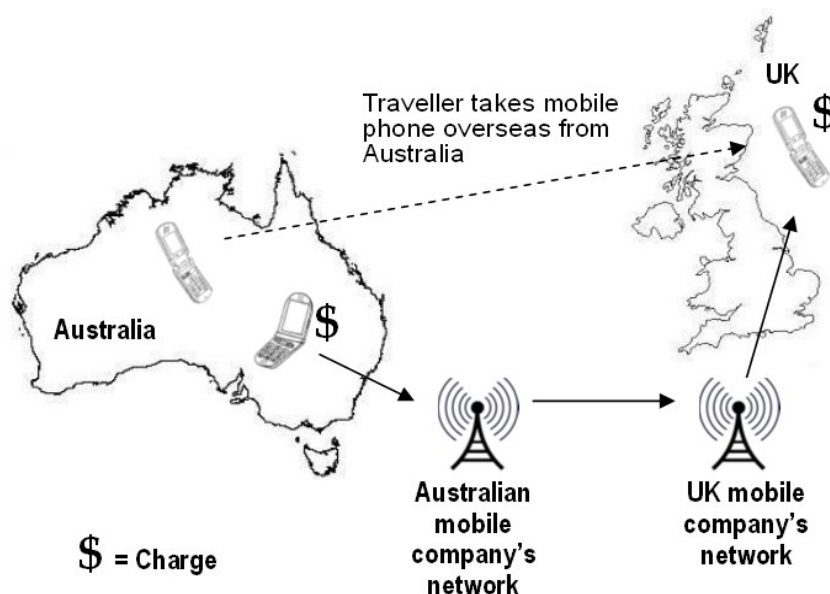 UK
$
Traveller takes mobile
phone overseas from
Australia
Australia
$
Australian
mobile
company's
network
UK mobile
company's
network
$ = Charge